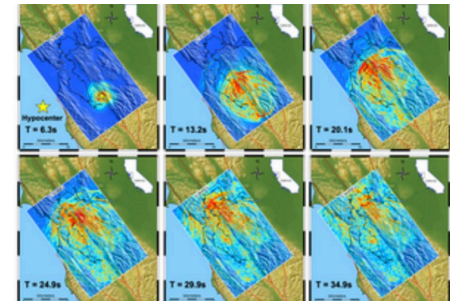 Hypocenter
T = 6.3s
T = 13.2s
T = 20.1s
T = 24.9s
T = 29.9s
T = 34.9s